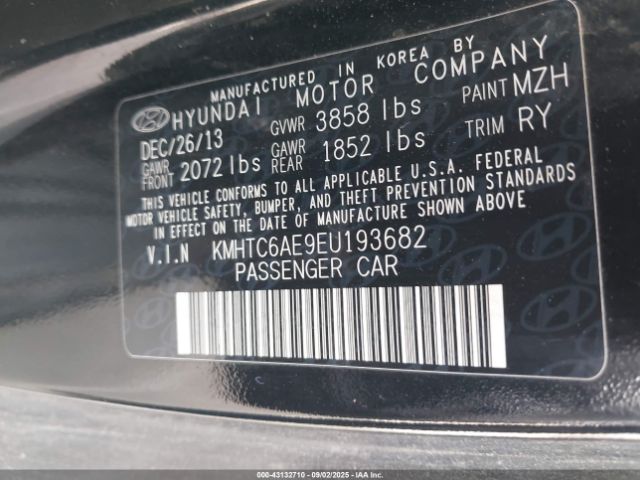 MANUFACTURED IN KOREA BY
HYUNDAI MOTOR COMPANY
DEC/26/13 GVWR 3858 lbs PAINT MZH
GAWR FRONT 2072 lbs GAWR REAR 1852 lbs TRIM RY
THIS VEHICLE CONFORMS TO ALL APPLICABLE U.S.A. FEDERAL
MOTOR VEHICLE SAFETY, BUMPER, AND THEFT PREVENTION STANDARDS
IN EFFECT ON THE DATE OF MANUFACTURE SHOWN ABOVE.
V.I.N KMHTC6AE9EU193682
PASSENGER CAR
000-43132710 - 09/02/2025 - IAAI.CA